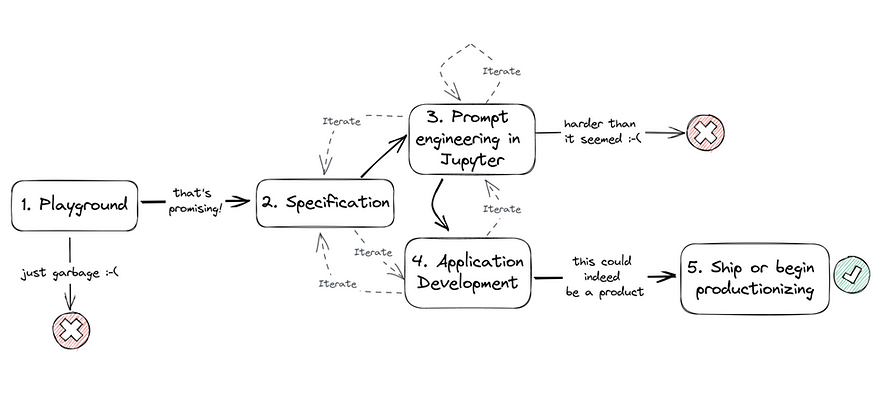 Iterate
Iterate
3. Prompt
engineering in
Jupyter
harder than
it seemed :-(
1. Playground
that's
promising!
2. Specification
Iterate
Iterate
4. Application
Development
Iterate
just garbage :-(
this could
indeed
be a product
5. Ship or begin
productionizing